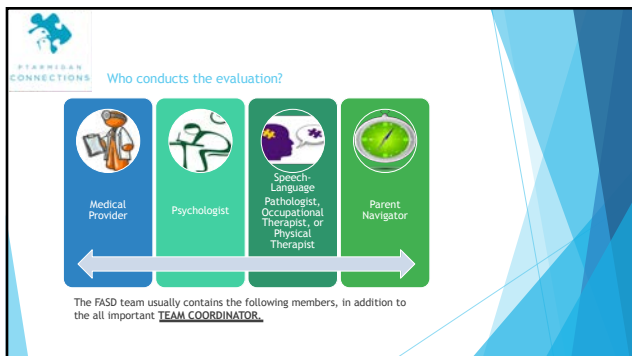 PTARMIGAN
CONNECTIONS
Who conducts the evaluation?
Medical
Provider
Psychologist
Speech-
Language
Pathologist,
Occupational
Therapist, or
Physical
Therapist
Parent
Navigator
The FASD team usually contains the following members, in addition to
the all important TEAM COORDINATOR.